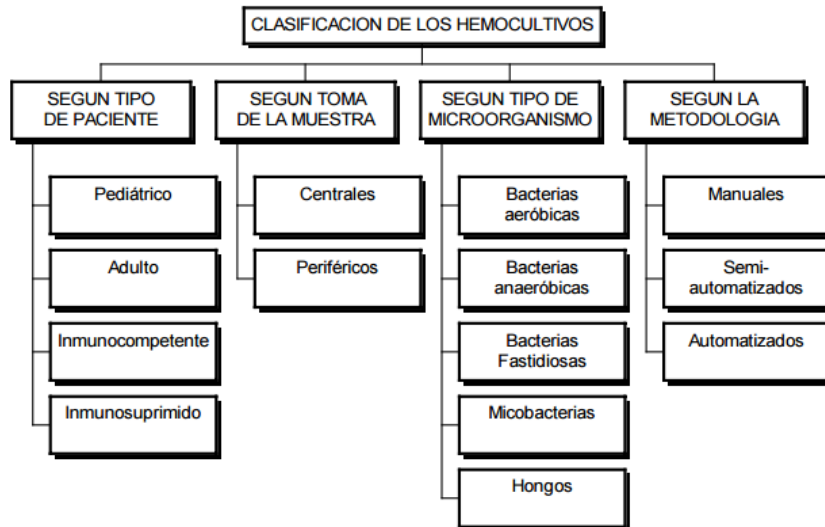 CLASIFICACION DE LOS HEMOCULTIVOS
SEGUN TIPO
DE PACIENTE
Pediátrico
Adulto
Inmunocompetente
Inmunosuprimido
SEGUN TOMA
DE LA MUESTRA
Centrales
Periféricos
SEGUN TIPO DE
MICROORGANISMO
Bacterias
aeróbicas
Bacterias
anaeróbicas
Bacterias
Fastidiosas
Micobacterias
Hongos
SEGUN LA
METODOLOGIA
Manuales
Semi-
automatizados
Automatizados